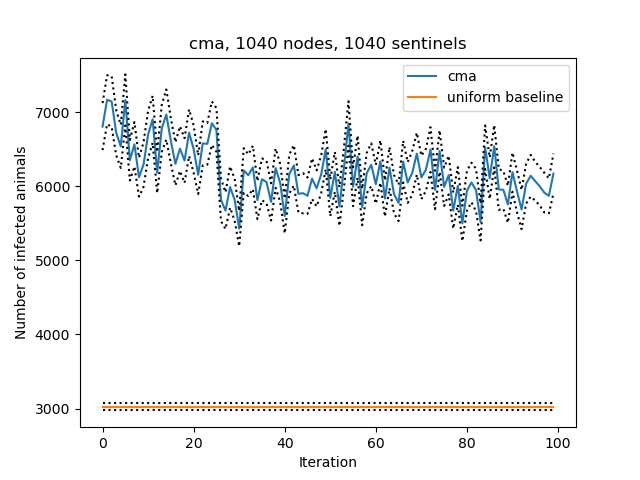 cma, 1040 nodes, 1040 sentinels
cma
uniform baseline
Number of infected animals
7000
6000
5000
4000
3000
0 20 40 60 80 100
Iteration